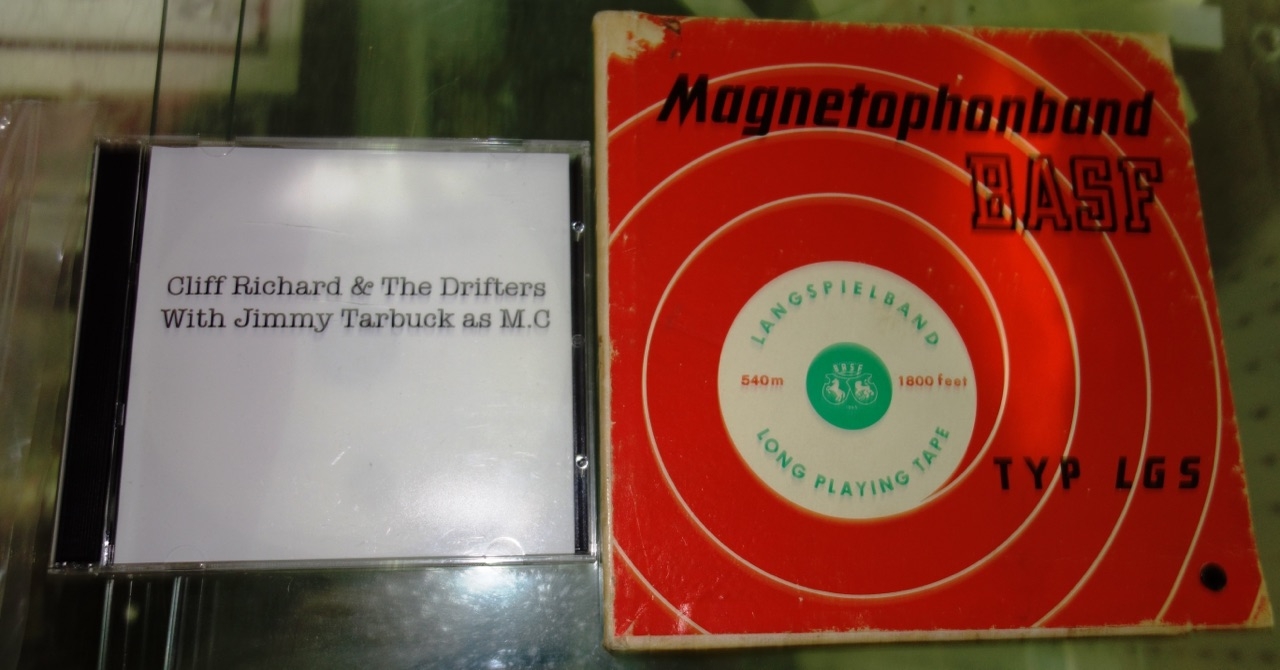 Cliff Richard & The Drifters
With Jimmy Tarbuck as M.C
Magnetophonband
BASF
LANGSPIELBAND
540m
1800 feet
BASF
LONG PLAYING TAPE
TYP LGS